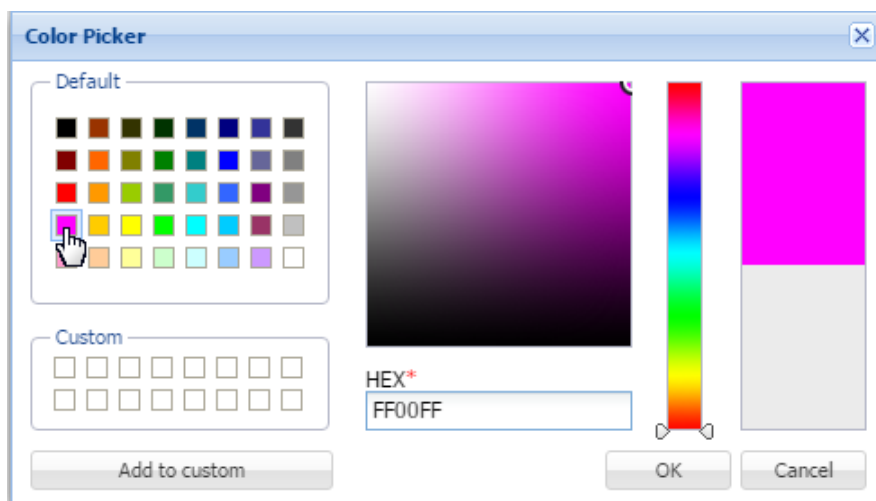 Color Picker
Default
Custom
HEX*
FF00FF
Add to custom
OK
Cancel